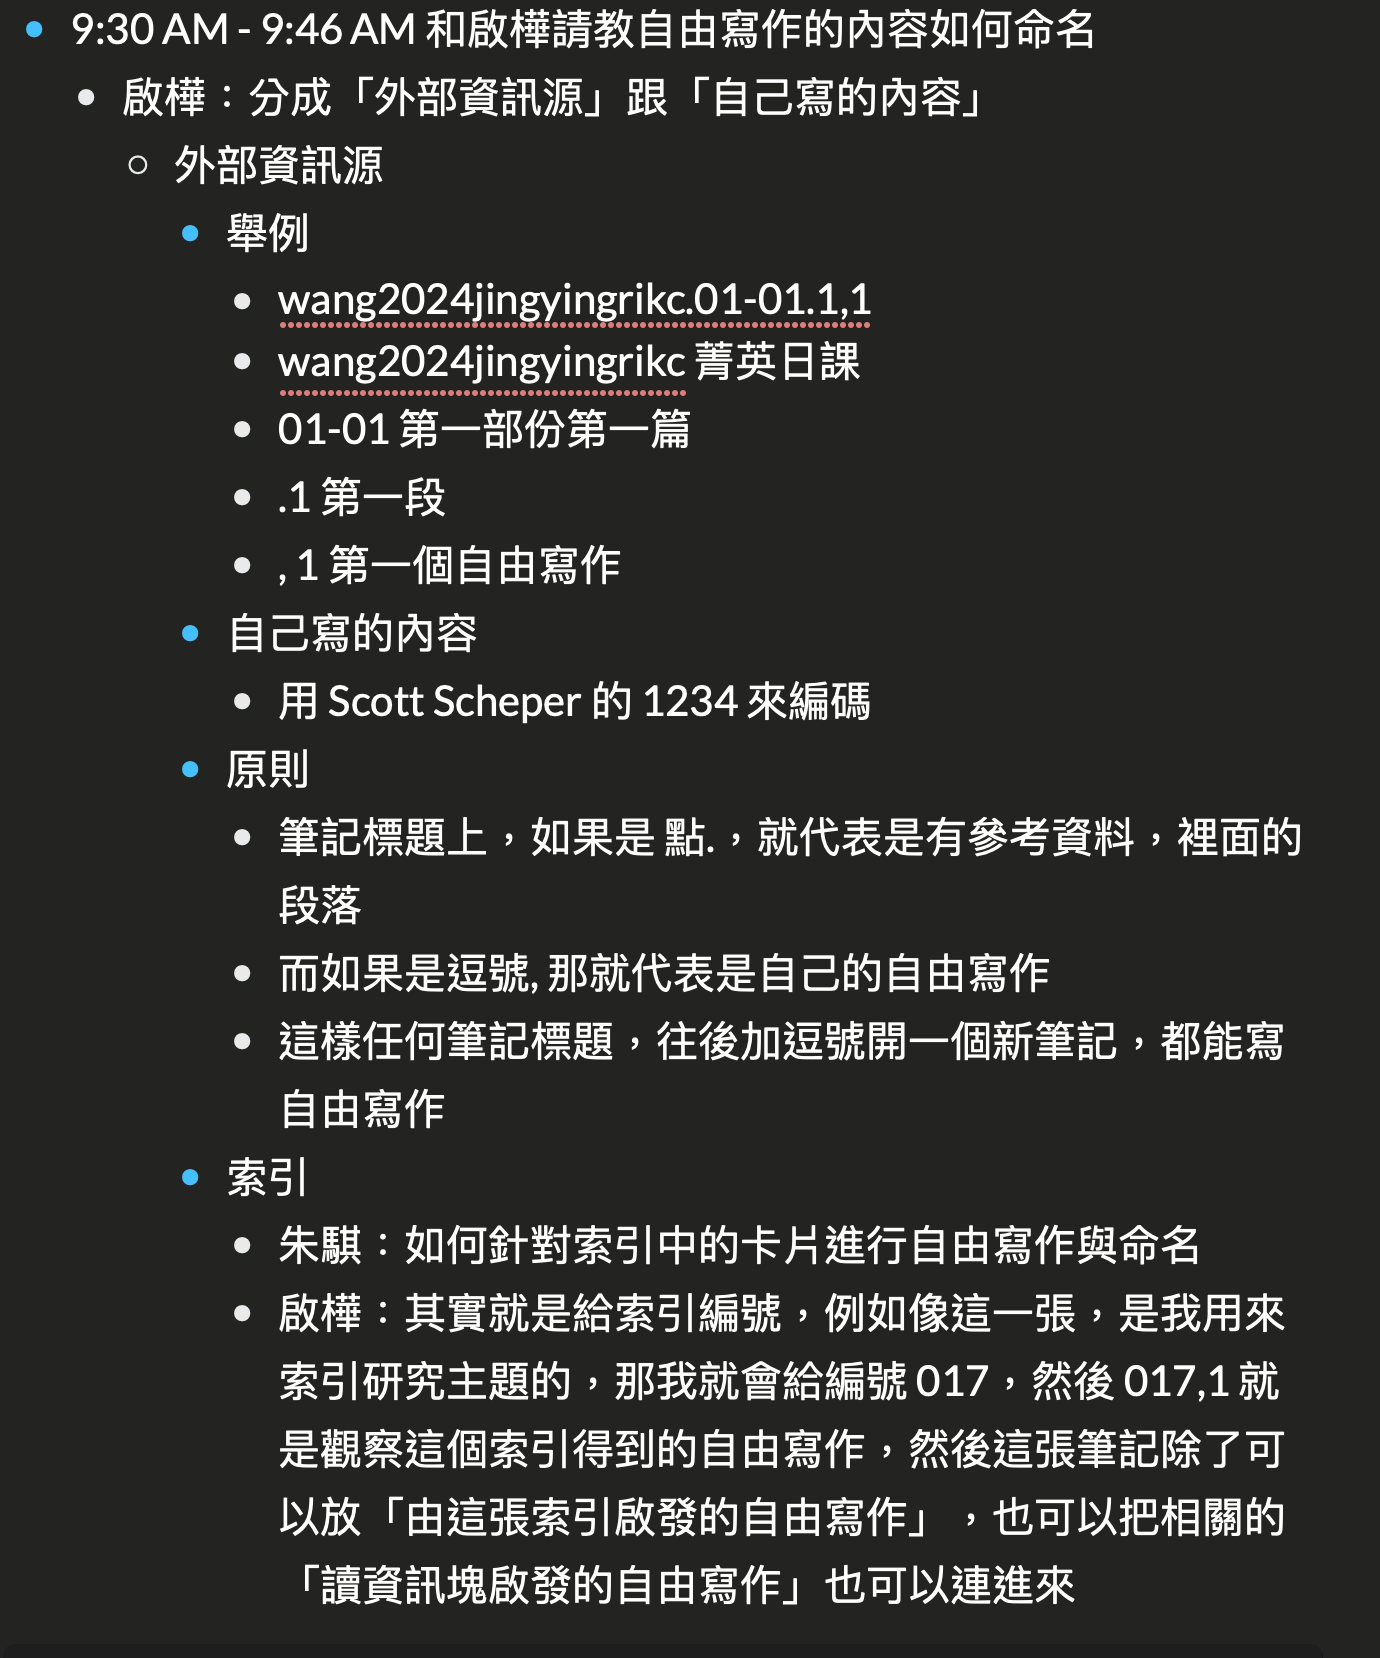 9:30 AM - 9:46 AM 和啟樺請教自由寫作的內容如何命名
啟樺：分成「外部資訊源」跟「自己寫的內容」
外部資訊源
舉例
wang2024jingyingrikc.01-01.1,1
wang2024jingyingrikc 菁英日課
01-01 第一部份第一篇
.1 第一段
, 1 第一個自由寫作
自己寫的內容
用 Scott Scheper 的 1234 來編碼
原則
筆記標題上，如果是 點.，就代表是有參考資料，裡面的
段落
而如果是逗號, 那就代表是自己的自由寫作
這樣任何筆記標題，往後加逗號開一個新筆記，都能寫
自由寫作
索引
朱騏：如何針對索引中的卡片進行自由寫作與命名
啟樺：其實就是給索引編號，例如像這一張，是我用來
索引研究主題的，那我就會給編號 017，然後 017,1 就
是觀察這個索引得到的自由寫作，然後這張筆記除了可
以放「由這張索引啟發的自由寫作」，也可以把相關的
「讀資訊塊啟發的自由寫作」也可以連進來